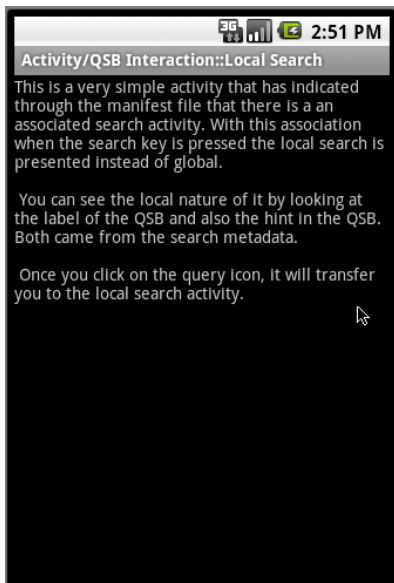 3G 2:51 PM
Activity/QSB Interaction::Local Search
This is a very simple activity that has indicated
through the manifest file that there is a an
associated search activity. With this association
when the search key is pressed the local search is
presented instead of global.
You can see the local nature of it by looking at
the label of the QSB and also the hint in the QSB.
Both came from the search metadata.
Once you click on the query icon, it will transfer
you to the local search activity.